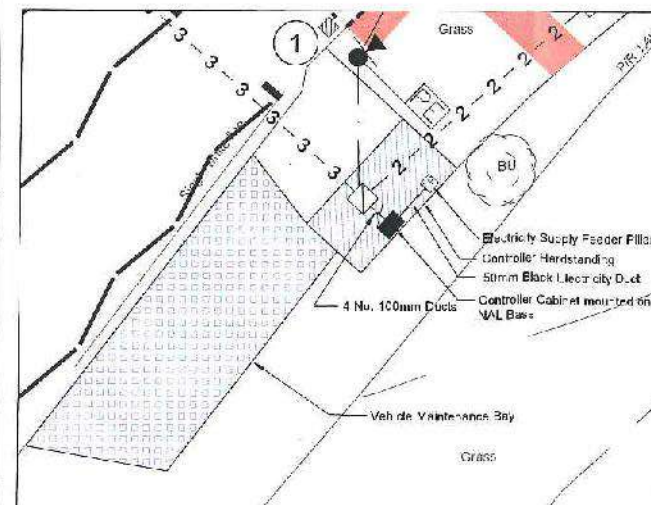 1
Grass
3
3
3
3
3
3
2
2
2
2
2
2
BU
Electricity Supply Feeder Pillar
Controller Hardstanding
50mm Black Electricity Duct
Controller Cabinet mounted on
NAL Base
4 No. 100mm Ducts
Vehicle Maintenance Bay
Grass